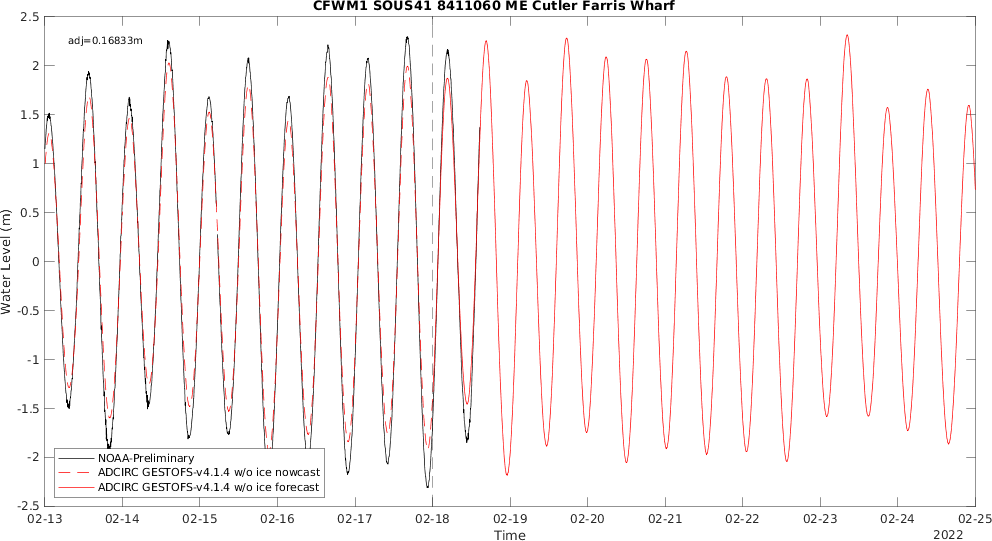 CFWM1 SOUS41 8411060 ME Cutler Farris Wharf
adj=0.16833m
Water Level (m)
2.5
2
1.5
1
0.5
0
-0.5
-1
-1.5
-2
-2.5
NOAA-Preliminary
ADCIRC GESTOFS-v4.1.4 w/o ice nowcast
ADCIRC GESTOFS-v4.1.4 w/o ice forecast
02-13 02-14 02-15 02-16 02-17 02-18 02-19 02-20 02-21 02-22 02-23 02-24 02-25
Time
2022